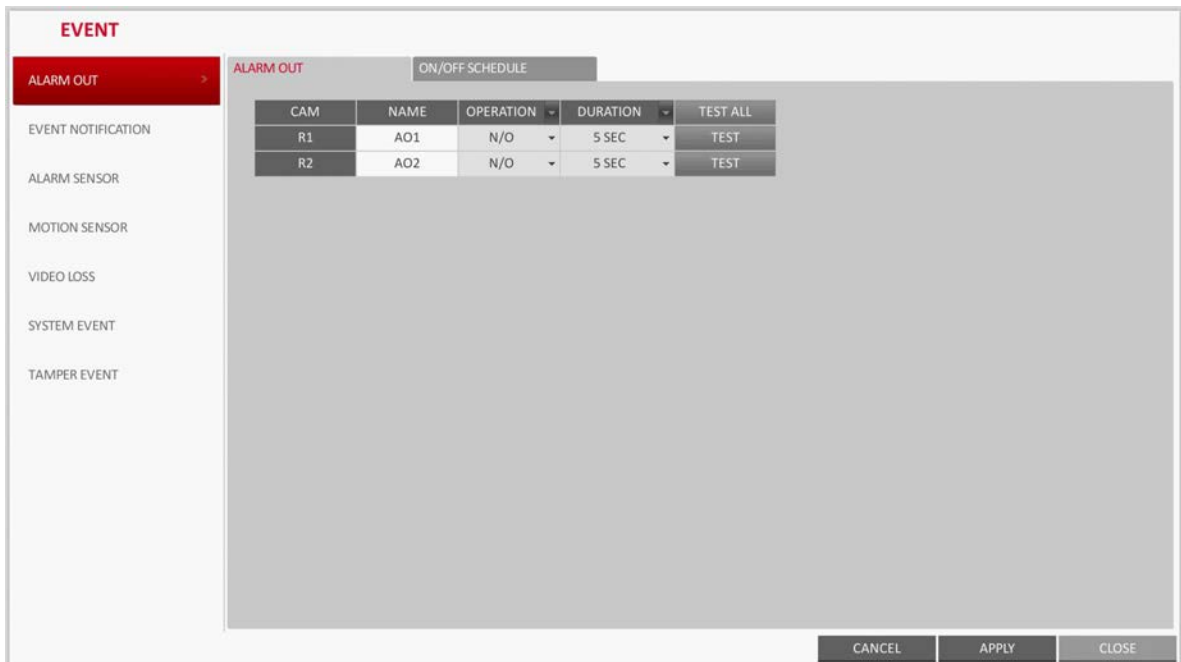 EVENT
ALARM OUT
EVENT NOTIFICATION
ALARM SENSOR
MOTION SENSOR
VIDEO LOSS
SYSTEM EVENT
TAMPER EVENT
ALARM OUT ON/OFF SCHEDULE
CAM NAME OPERATION DURATION TEST ALL
R1 AO1 N/O 5 SEC TEST
R2 AO2 N/O 5 SEC TEST
CANCEL APPLY CLOSE